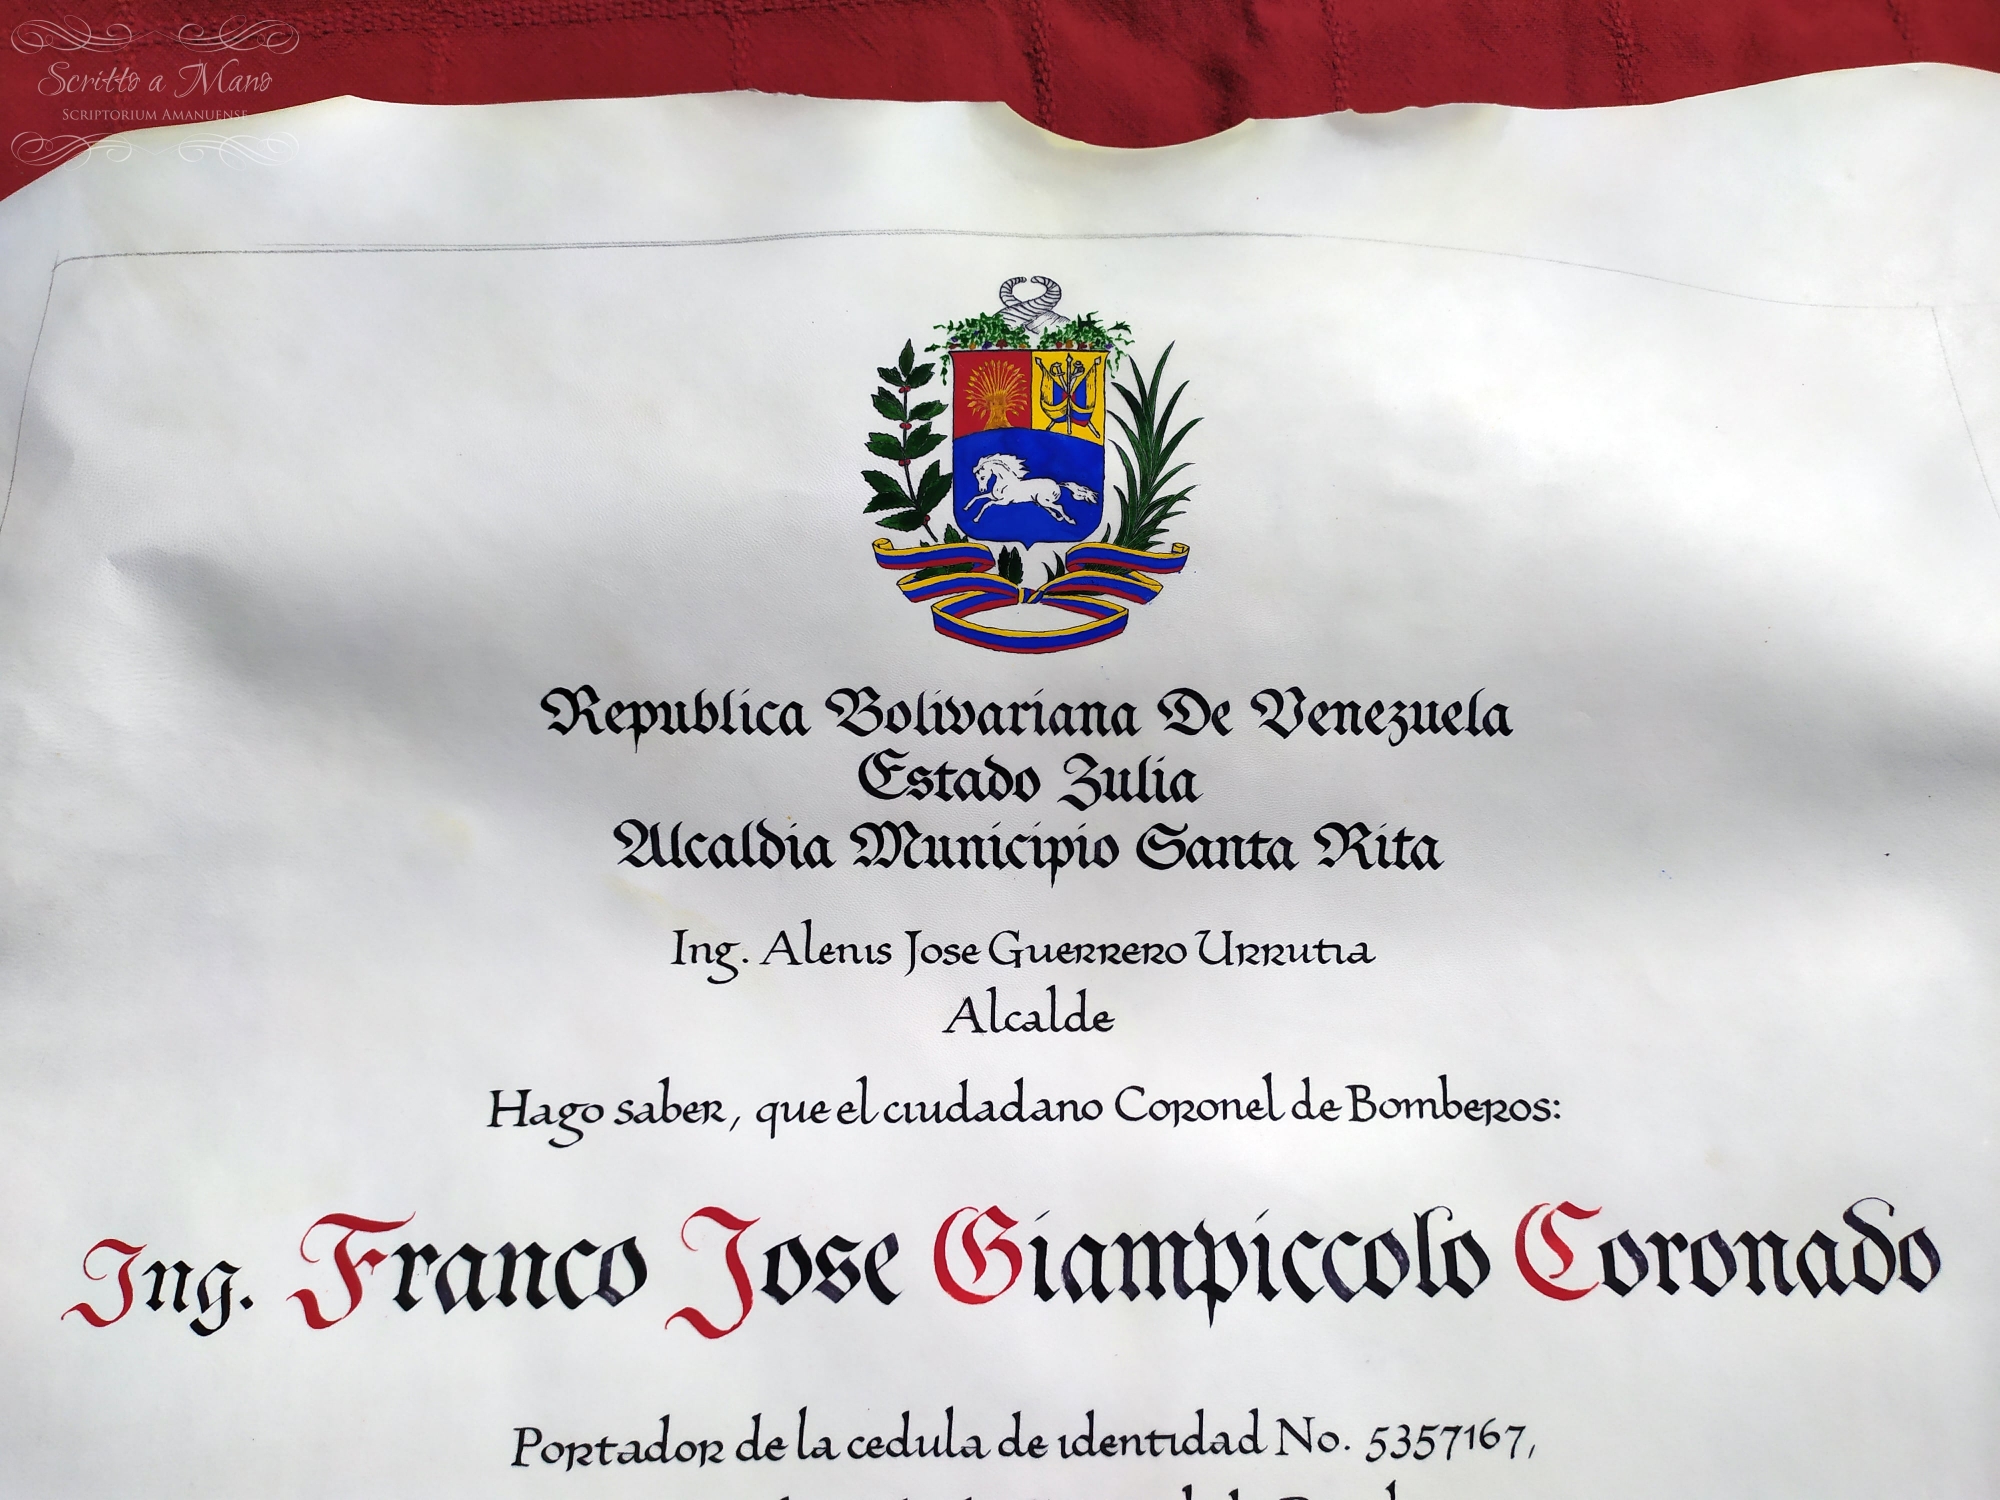 Scritto a Mano
Scriptorium Amanuense
Republica Bolivariana De Venezuela
Estado Zulia
Alcaldia Municipio Santa Rita
Ing. Alenis Jose Guerrero Urrutia
Alcalde
Hago saber, que el ciudadano Coronel de Bomberos:
Ing. Franco Jose Giampiccolo Coronado
Portador de la cedula de identidad No. 5357167,